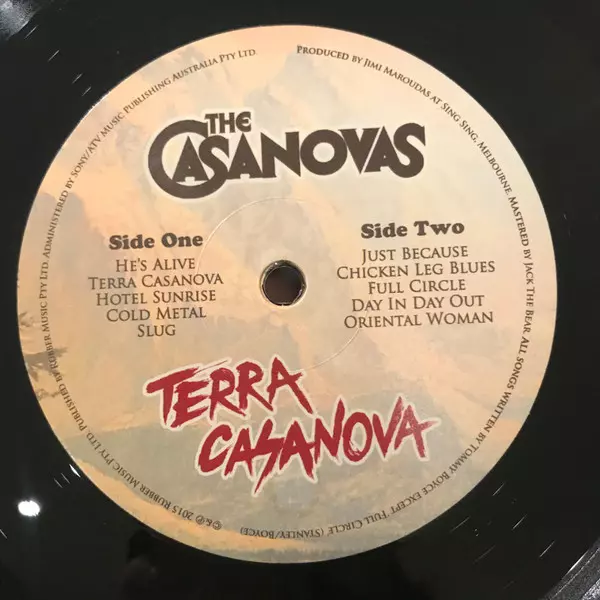 THE
CASANOVAS
Side One
HE'S ALIVE
TERRA CASANOVA
HOTEL SUNRISE
COLD METAL
SLUG
Side Two
JUST BECAUSE
CHICKEN LEG BLUES
FULL CIRCLE
DAY IN DAY OUT
ORIENTAL WOMAN
TERRA
CASANOVA
©&℗ 2015 RUBBER MUSIC PTY LTD. PUBLISHED BY RUBBER MUSIC PTY LTD. ADMINISTERED BY SONY/ATV MUSIC PUBLISHING AUSTRALIA PTY LTD.
PRODUCED BY JIMI MAROUDAS AT SING SING, MELBOURNE. MASTERED BY JACK THE BEAR. ALL SONGS WRITTEN BY TOMMY BOYCE EXCEPT 'FULL CIRCLE (STANLEY/BOYCE)